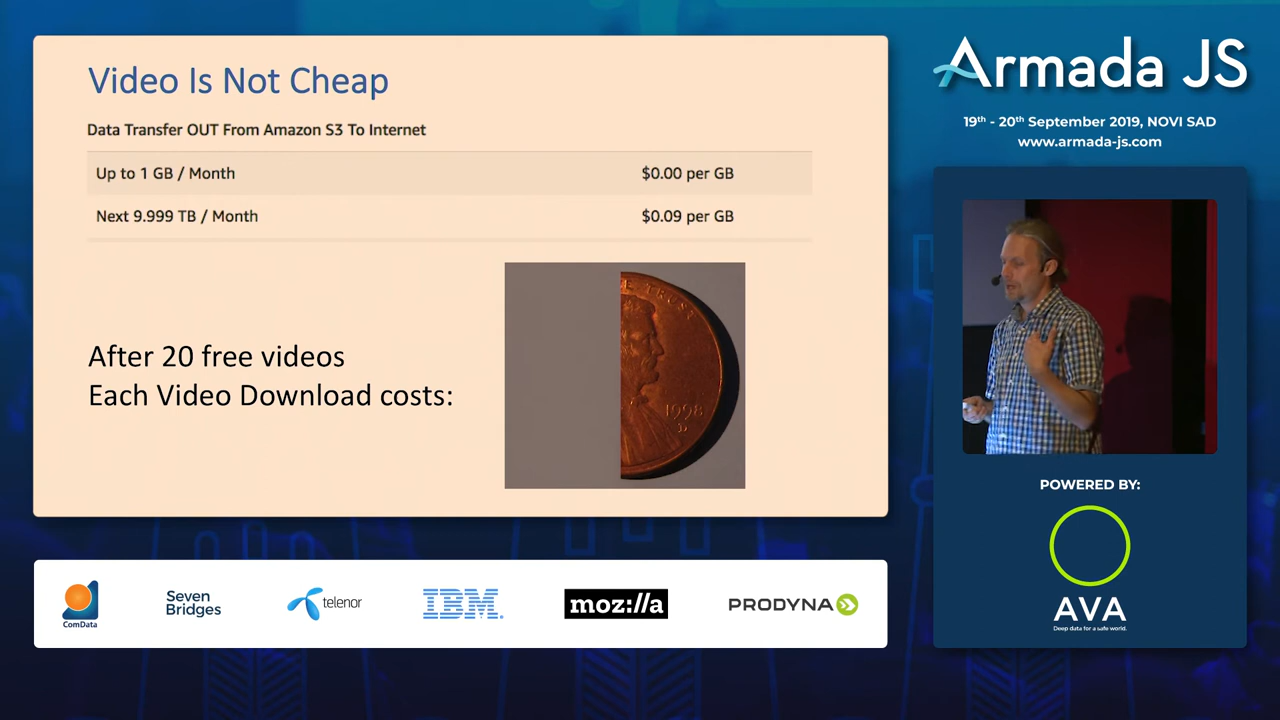 Video Is Not Cheap
Data Transfer OUT From Amazon S3 To Internet
Up to 1 GB / Month $0.00 per GB
Next 9.999 TB / Month $0.09 per GB
After 20 free videos
Each Video Download costs:
E TRUST
1998
D
Armada JS
19th - 20th September 2019, NOVI SAD
www.armada-js.com
POWERED BY:
AVA
Deep data for a safe world.
ComData
Seven
Bridges
telenor
IBM
moz://a
PRODYNA